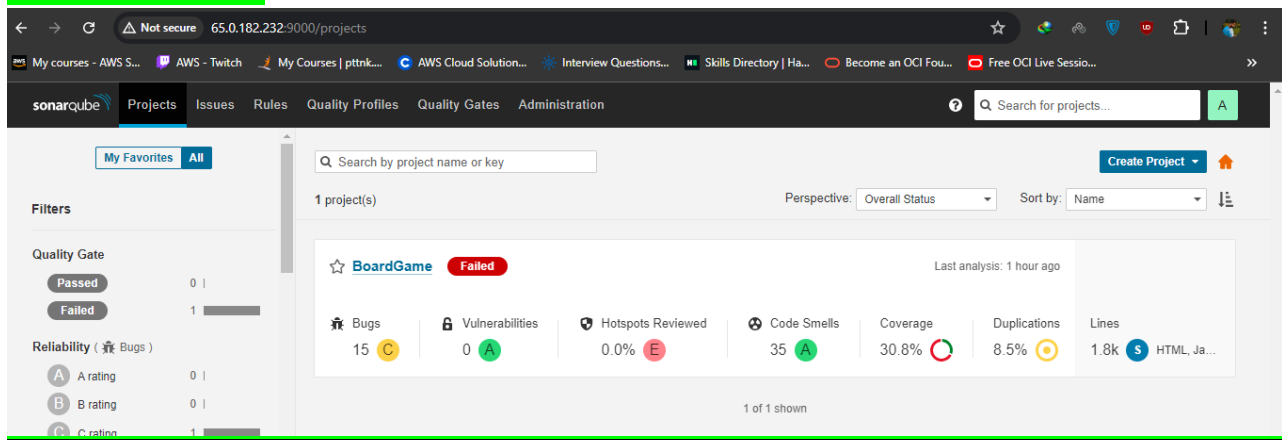 Not secure 65.0.182.232:9000/projects
My courses - AWS S... AWS - Twitch My Courses | pttnk.... AWS Cloud Solution... Interview Questions... Skills Directory | Ha... Become an OCI Fou... Free OCI Live Sessio... »
sonarqube Projects Issues Rules Quality Profiles Quality Gates Administration ? Search for projects... A
My Favorites All
Search by project name or key
Create Project
1 project(s)
Perspective: Overall Status Sort by: Name
Filters
Quality Gate
Passed 0
Failed 1
Reliability ( Bugs )
A A rating 0
B B rating 0
C C rating 1
BoardGame Failed Last analysis: 1 hour ago
Bugs Vulnerabilities Hotspots Reviewed Code Smells Coverage Duplications Lines
15 C 0 A 0.0% E 35 A 30.8% 8.5% 1.8k S HTML, Ja...
1 of 1 shown